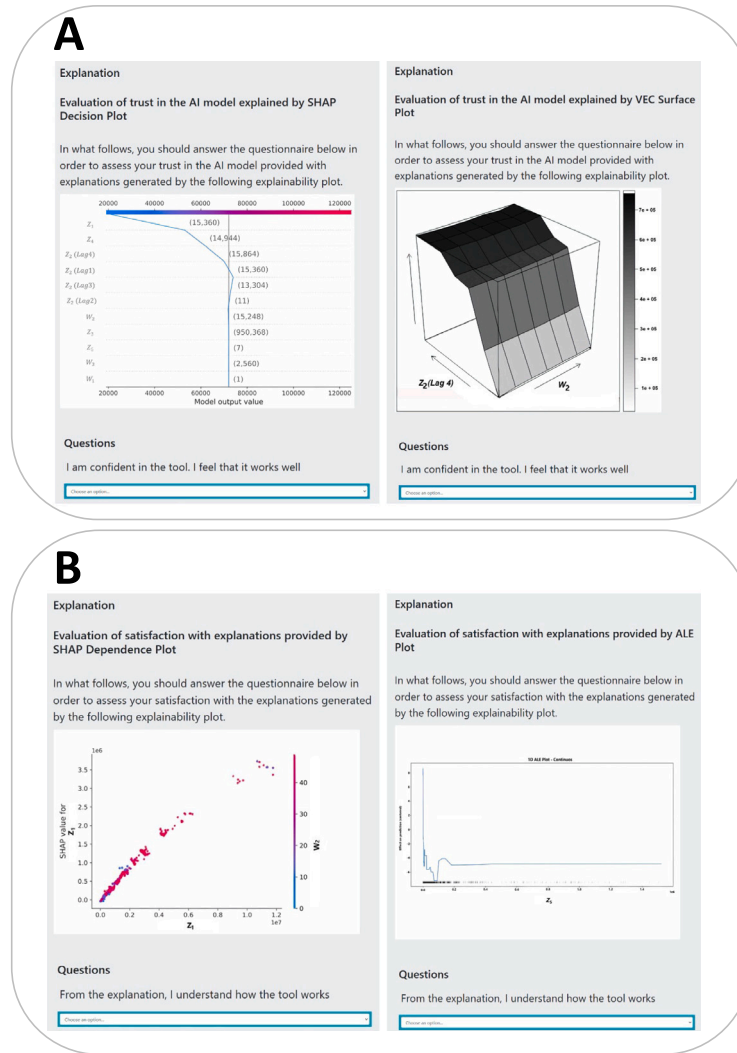 A
Explanation
Evaluation of trust in the AI model explained by SHAP
Decision Plot
In what follows, you should answer the questionnaire below in
order to assess your trust in the AI model provided with
explanations generated by the following explainability plot.
20000 40000 60000 80000 100000 120000
(15,360)
Z4 (14,944)
Z2 (Lag4) (15,864)
Z2 (Lag1) (15,360)
Z2 (Lag3) (13,304)
Z2 (Lag2) (11)
(15,248)
(950,368)
(7)
(2,560)
(1)
20000 40000 60000 80000 100000 120000
Model output value
Questions
I am confident in the tool. I feel that it works well
Choose an option...
Explanation
Evaluation of trust in the AI model explained by VEC Surface
Plot
In what follows, you should answer the questionnaire below in
order to assess your trust in the AI model provided with
explanations generated by the following explainability plot.
7e + 05
6e + 05
5e + 05
4e + 05
3e + 05
2e + 05
1e + 05
Z2(Lag 4)
W2
Questions
I am confident in the tool. I feel that it works well
Choose an option...
B
Explanation
Evaluation of satisfaction with explanations provided by
SHAP Dependence Plot
In what follows, you should answer the questionnaire below in
order to assess your satisfaction with the explanations generated
by the following explainability plot.
1e6
3.5
3.0
2.5
2.0
1.5
1.0
0.5
0.0
SHAP value for
Z1
0.0 0.2 0.4 0.6 0.8 1.0 1.2
1e7
Z1
40
30
20
10
0
W2
Questions
From the explanation, I understand how the tool works
Choose an option...
Explanation
Evaluation of satisfaction with explanations provided by ALE
Plot
In what follows, you should answer the questionnaire below in
order to assess your satisfaction with the explanations generated
by the following explainability plot.
1D ALE Plot - Continuous
Questions
From the explanation, I understand how the tool works
Choose an option...